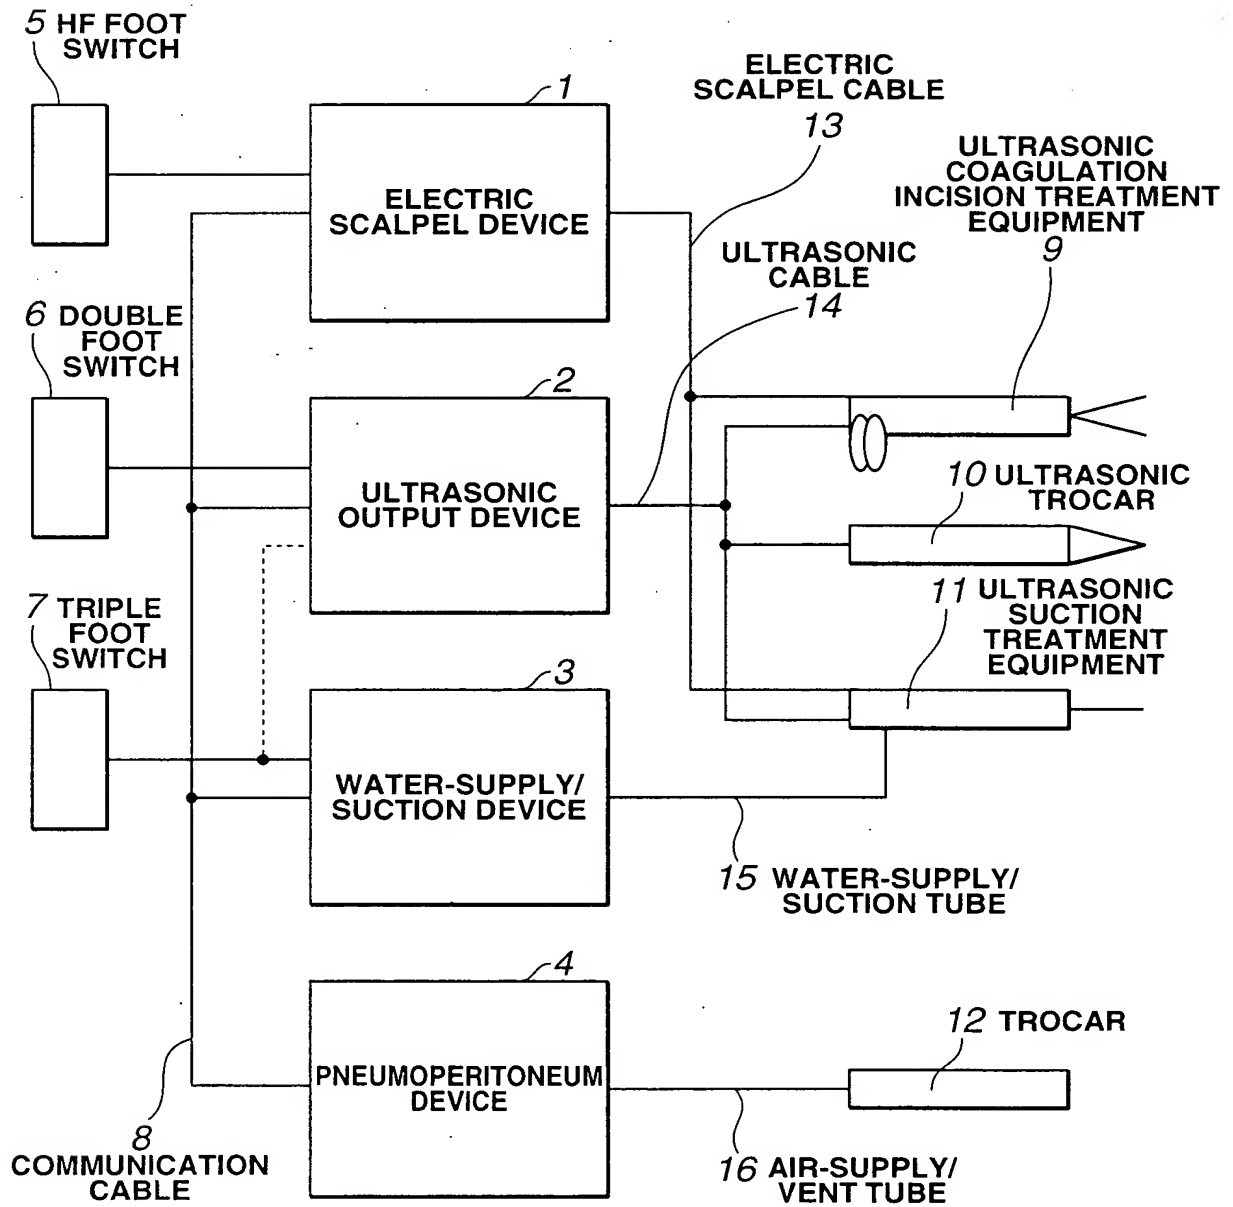 5 HF FOOT
SWITCH
1
ELECTRIC
SCALPEL DEVICE
ELECTRIC
SCALPEL CABLE
13
ULTRASONIC
COAGULATION
INCISION TREATMENT
EQUIPMENT
9
ULTRASONIC
CABLE
14
6 DOUBLE
FOOT
SWITCH
2
ULTRASONIC
OUTPUT DEVICE
10 ULTRASONIC
TROCAR
11 ULTRASONIC
SUCTION
TREATMENT
EQUIPMENT
7 TRIPLE
FOOT
SWITCH
3
WATER-SUPPLY/
SUCTION DEVICE
15 WATER-SUPPLY/
SUCTION TUBE
4
PNEUMOPERITONEUM
DEVICE
12 TROCAR
8
COMMUNICATION
CABLE
16 AIR-SUPPLY/
VENT TUBE